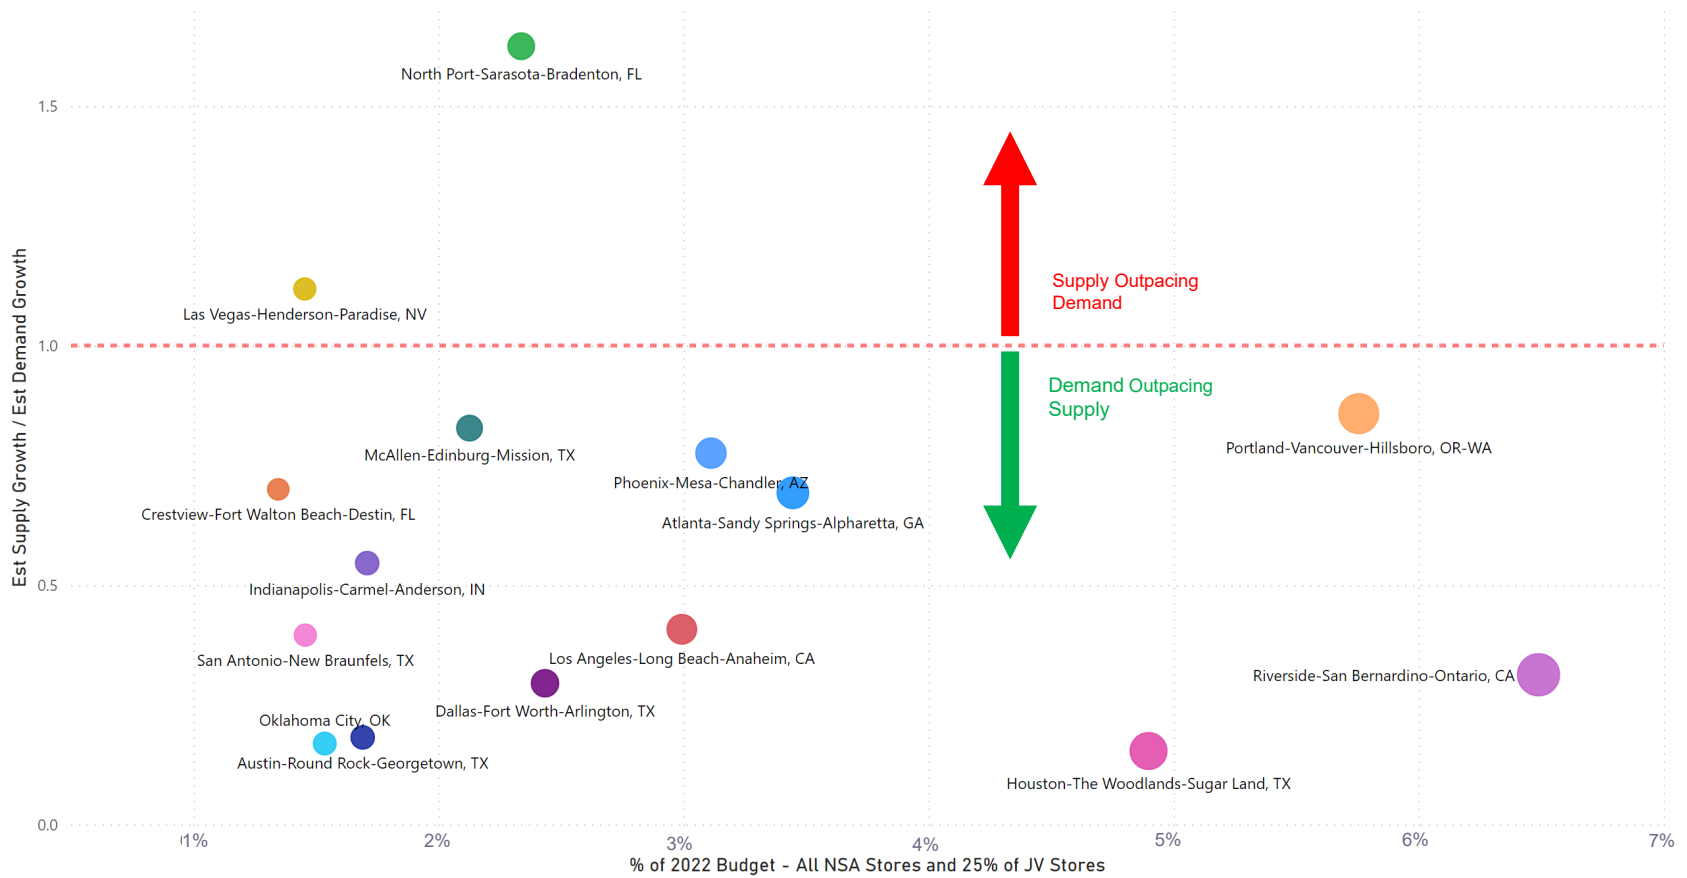 North Port-Sarasota-Bradenton, FL
1.5
Supply Outpacing
Demand
Las Vegas-Henderson-Paradise, NV
1.0
Demand Outpacing
Supply
Est Supply Growth / Est Demand Growth
McAllen-Edinburg-Mission, TX
Portland-Vancouver-Hillsboro, OR-WA
Phoenix-Mesa-Chandler, AZ
Crestview-Fort Walton Beach-Destin, FL
Atlanta-Sandy Springs-Alpharetta, GA
0.5
Indianapolis-Carmel-Anderson, IN
San Antonio-New Braunfels, TX
Los Angeles-Long Beach-Anaheim, CA
Riverside-San Bernardino-Ontario, CA
Dallas-Fort Worth-Arlington, TX
Oklahoma City, OK
Austin-Round Rock-Georgetown, TX
Houston-The Woodlands-Sugar Land, TX
0.0
1% 2% 3% 4% 5% 6% 7%
% of 2022 Budget - All NSA Stores and 25% of JV Stores